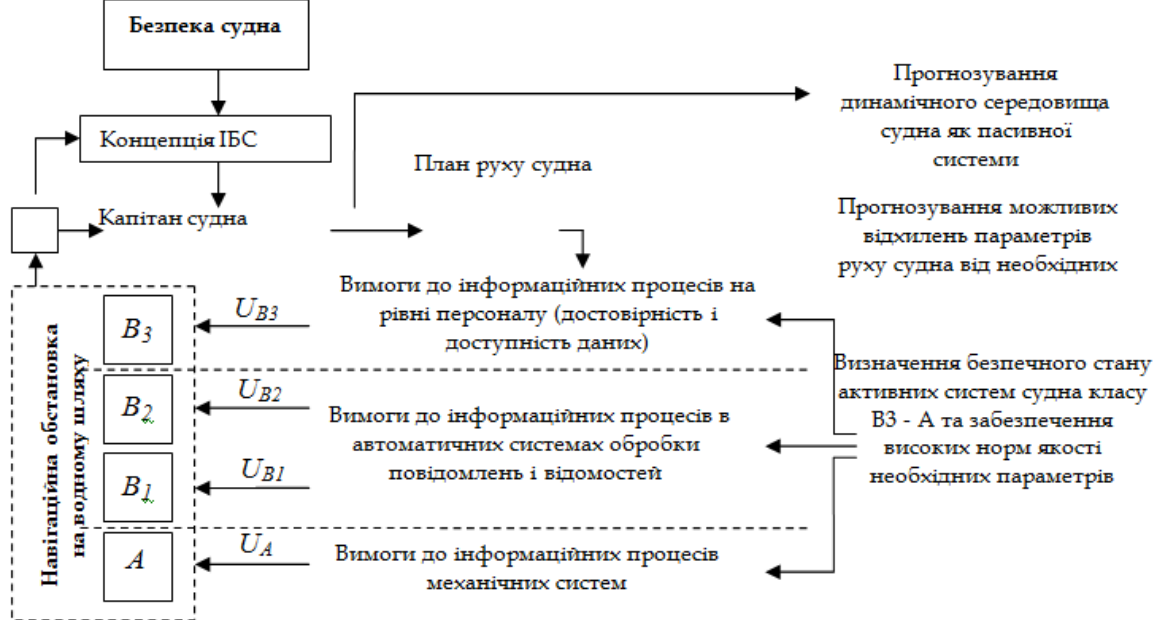 Безпека судна
Концепція ІБС
Капітан судна
План руху судна
Прогнозування
динамічного середовища
судна як пасивної
системи
Прогнозування можливих
відхилень параметрів
руху судна від необхідних
Навігаційна обстановка
на водному шляху
B3
UB3
Вимоги до інформаційних процесів на
рівні персоналу (достовірність і
доступність даних)
B2
UB2
B1
UB1
Вимоги до інформаційних процесів в
автоматичних системах обробки
повідомлень і відомостей
A
UA
Вимоги до інформаційних процесів
механічних систем
Визначення безпечного стану
активних систем судна класу
В3 - А та забезпечення
високих норм якості
необхідних параметрів